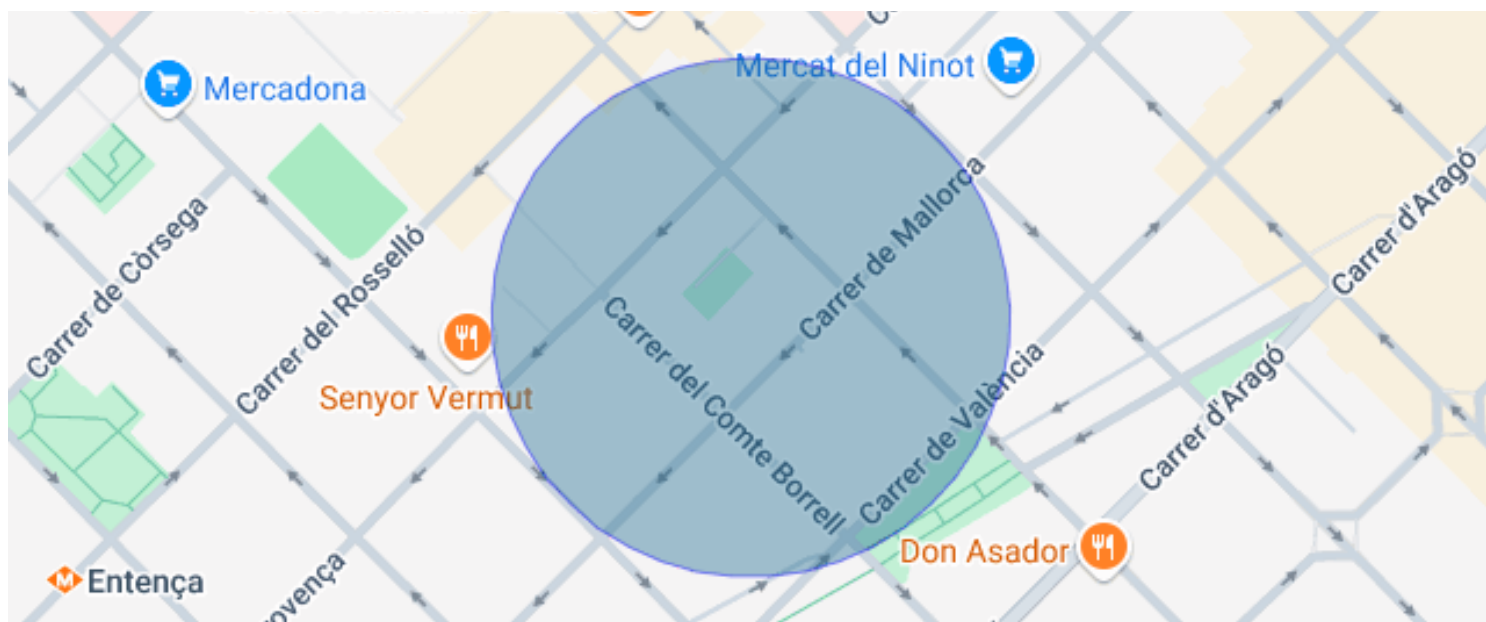 Mercat del Ninot
Mercadona
Carrer de Mallorca
Carrer d'Aragó
Carrer de Còrsega
Carrer del Rosselló
Carrer del Comte Borrell
Senyor Vermut
Carrer de València
Carrer d'Aragó
Don Asador
Entença
ovença